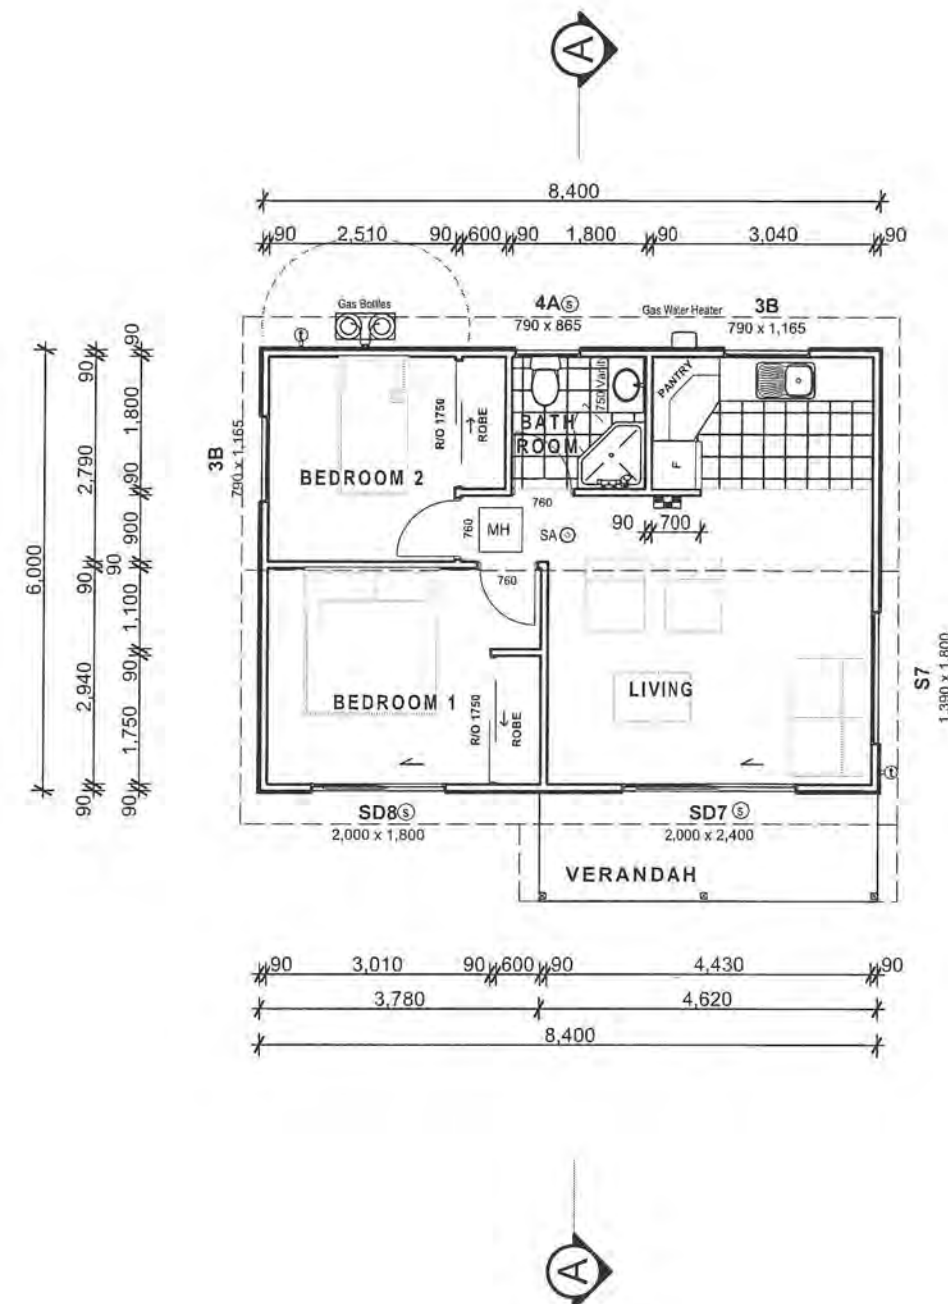 A
8,400
90 2,510 90 600 90 1,800 90 3,040 90
Gas Bottles
4A S
790 x 865
Gas Water Heater
3B
790 x 1,165
PANTRY
750 Vanity
R/O 1750
ROBE
BATH
ROOM
F
3B
790 x 1,165
BEDROOM 2
760
760
MH
SA S
90 700
760
6,000
90 2,790 90 2,940 90
90 1,800 90 900 90 1,100 90 1,750 90
BEDROOM 1
R/O 1750
ROBE
LIVING
S7
1,390 x 1,800
SD8 S
2,000 x 1,800
SD7 S
2,000 x 2,400
VERANDAH
90 3,010 90 600 90 4,430 90
3,780 4,620
8,400
A